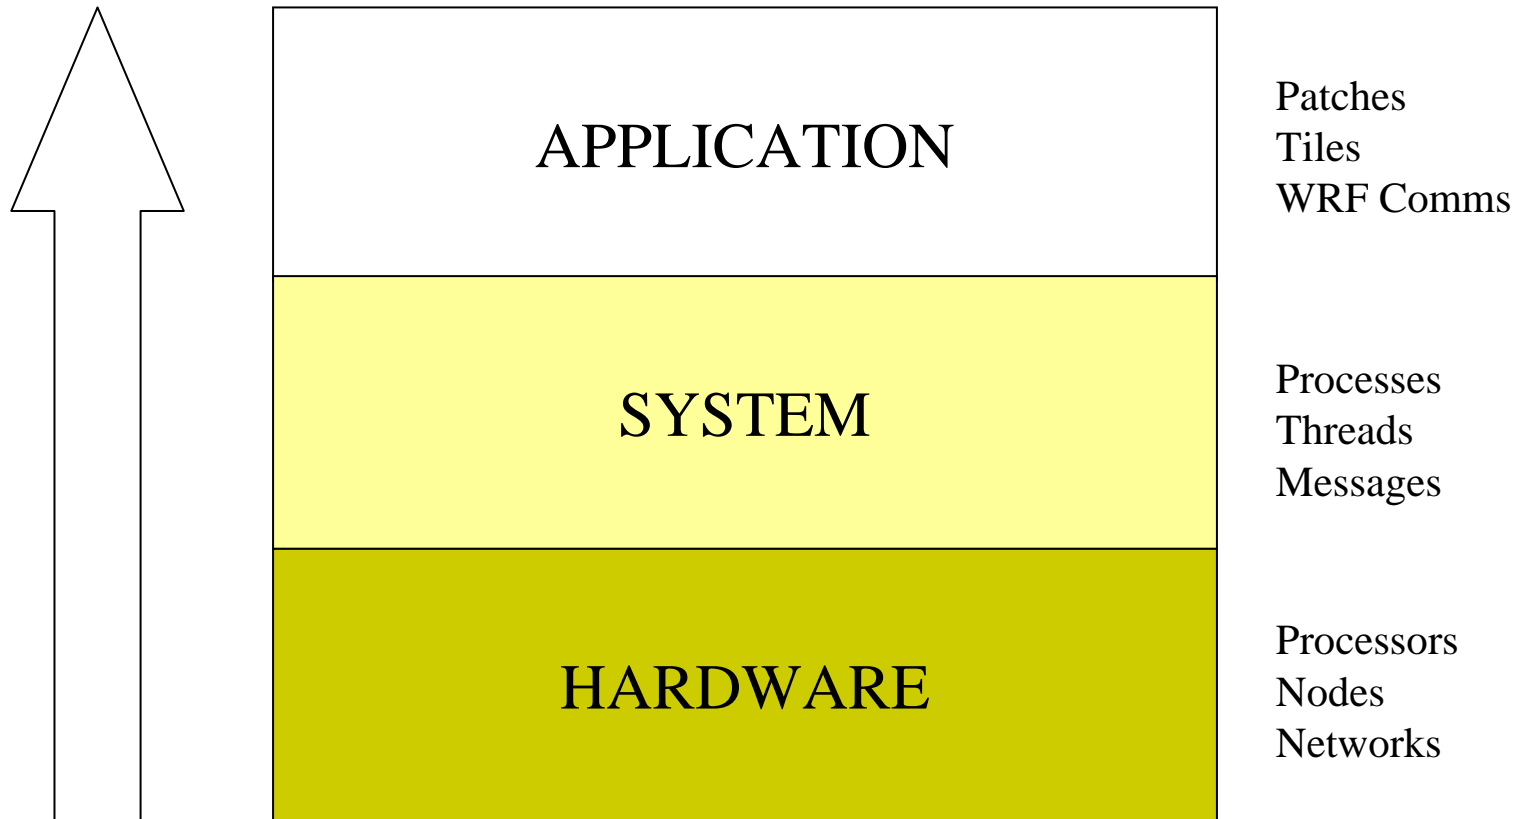 APPLICATION
Patches
Tiles
WRF Comms
SYSTEM
Processes
Threads
Messages
HARDWARE
Processors
Nodes
Networks